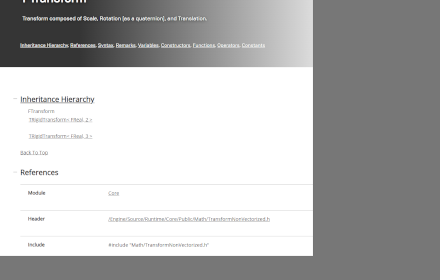 FTransform
Transform composed of Scale, Rotation (as a quaternion), and Translation.
Inheritance Hierarchy, References, Syntax, Remarks, Variables, Constructors, Functions, Operators, Constants
Inheritance Hierarchy
FTransform
TRigidTransform< FReal, 2 >
TRigidTransform< FReal, 3 >
Back to Top
References
Module Core
Header /Engine/Source/Runtime/Core/Public/Math/TransformNonVectorized.h
Include #include "Math/TransformNonVectorized.h"